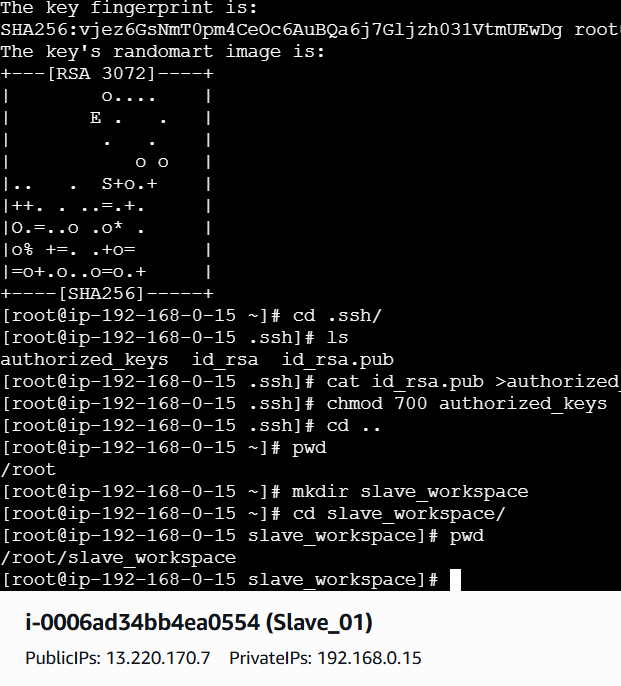 The key fingerprint is:
SHA256:vjez6GsNmT0pm4CeOc6AuBQa6j7Gljzh031VtmUEwDg root
The key's randomart image is:
+---[RSA 3072]----+
|        o....    |
|       E .   .   |
|        .   .    |
|           o o   |
|..   .  S+o.+    |
|++. . ..=.+.     |
|O.=..o .o* .     |
|o% +=. .+o=      |
|=o+.o..o=o.+     |
+----[SHA256]-----+
[root@ip-192-168-0-15 ~]# cd .ssh/
[root@ip-192-168-0-15 .ssh]# ls
authorized_keys  id_rsa  id_rsa.pub
[root@ip-192-168-0-15 .ssh]# cat id_rsa.pub >authorized_
[root@ip-192-168-0-15 .ssh]# chmod 700 authorized_keys
[root@ip-192-168-0-15 .ssh]# cd ..
[root@ip-192-168-0-15 ~]# pwd
/root
[root@ip-192-168-0-15 ~]# mkdir slave_workspace
[root@ip-192-168-0-15 ~]# cd slave_workspace/
[root@ip-192-168-0-15 slave_workspace]# pwd
/root/slave_workspace
[root@ip-192-168-0-15 slave_workspace]#
i-0006ad34bb4ea0554 (Slave_01)
PublicIPs: 13.220.170.7    PrivateIPs: 192.168.0.15